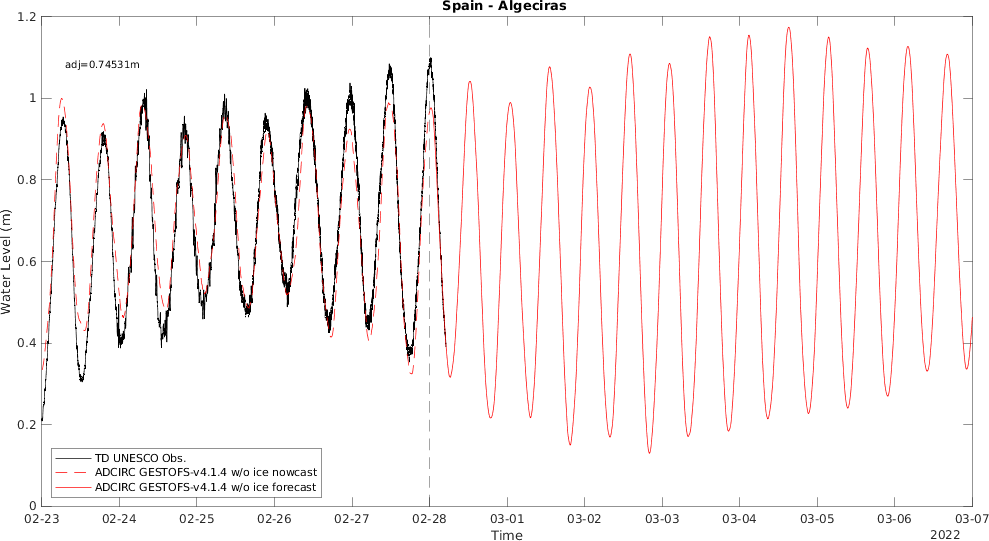 Spain - Algeciras
1.2
adj=0.74531m
1
0.8
0.6
0.4
0.2
0
Water Level (m)
TD UNESCO Obs.
ADCIRC GESTOFS-v4.1.4 w/o ice nowcast
ADCIRC GESTOFS-v4.1.4 w/o ice forecast
02-23 02-24 02-25 02-26 02-27 02-28 03-01 03-02 03-03 03-04 03-05 03-06 03-07
Time
2022